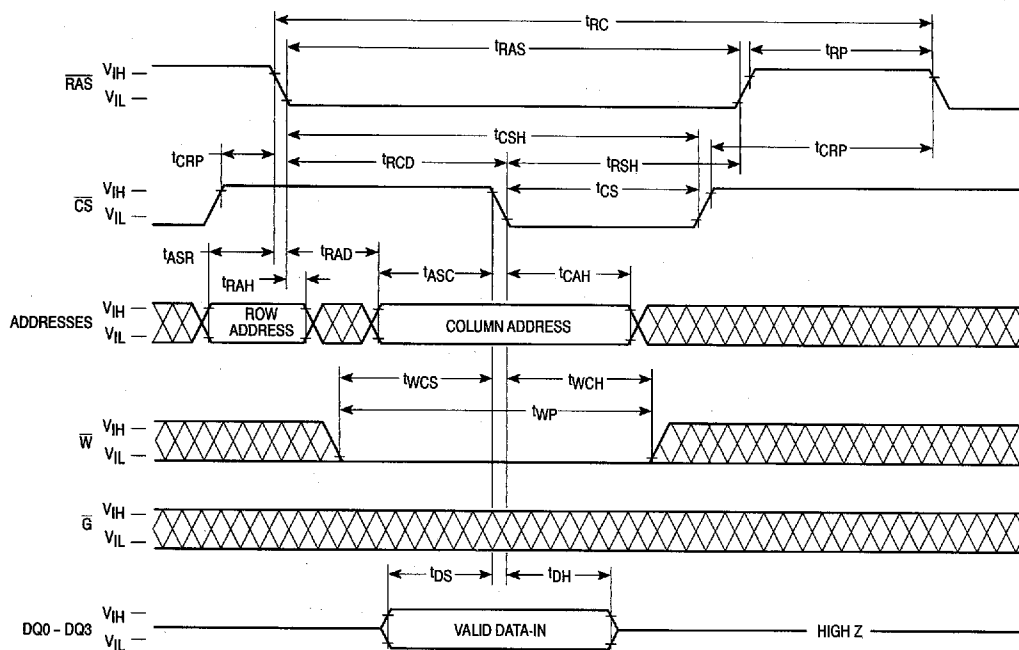 tRC
tRAS
tRP
RAS VIH
VIL
tCSH
tCRP
tRCD
tRSH
tCRP
CS VIH
VIL
tCS
tASR
tRAH
tRAD
tASC
tCAH
ADDRESSES VIH
VIL
ROW
ADDRESS
COLUMN ADDRESS
tWCS
tWCH
tWP
W VIH
VIL
G VIH
VIL
tDS
tDH
DQ0 – DQ3 VIH
VIL
VALID DATA-IN
HIGH Z